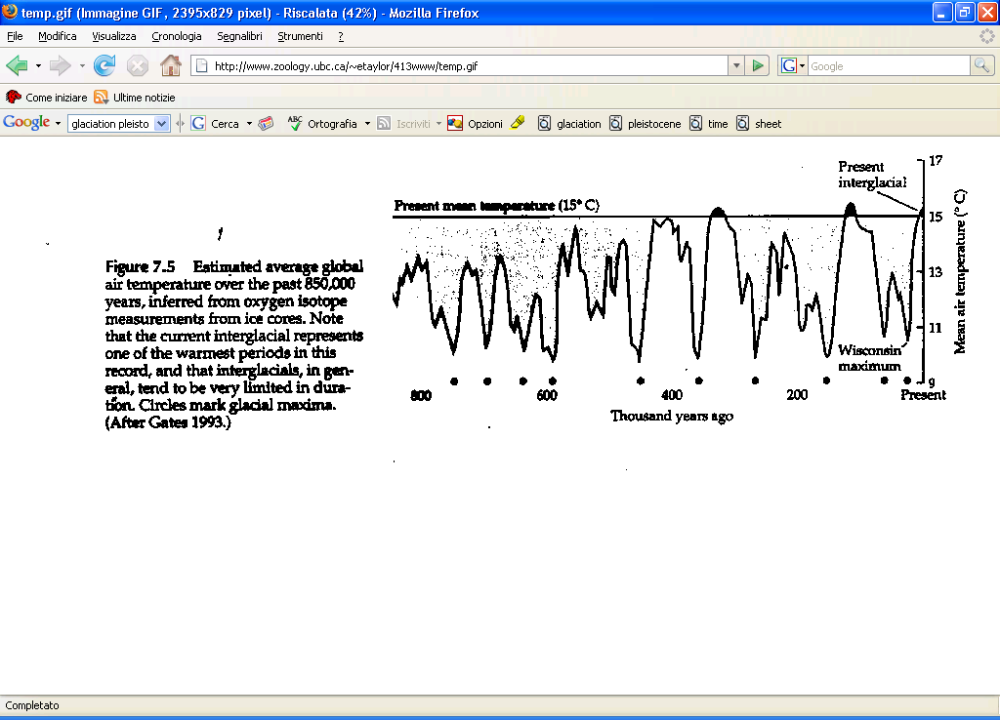 temp.gif (Immagine GIF, 2395x829 pixel) - Riscalata (42%) - Mozilla Firefox
File Modifica Visualizza Cronologia Segnalibri Strumenti ?
http://www.zoology.ubc.ca/~etaylor/413www/temp.gif G Google
Come iniziare Ultime notizie
Google glaciation pleisto G Cerca ABC Ortografia Iscriviti Opzioni glaciation pleistocene time sheet
Figure 7.5 Estimated average global
air temperature over the past 850,000
years, inferred from oxygen isotope
measurements from ice cores. Note
that the current interglacial represents
one of the warmest periods in this
record, and that interglacials, in gen-
eral, tend to be very limited in dura-
tion. Circles mark glacial maxima.
(After Gates 1993.)
Present mean temperature (15° C)
Present
interglacial
17
15
13
11
9
Mean air temperature (° C)
Wisconsin
maximum
800 600 400 200 Present
Thousand years ago
Completato